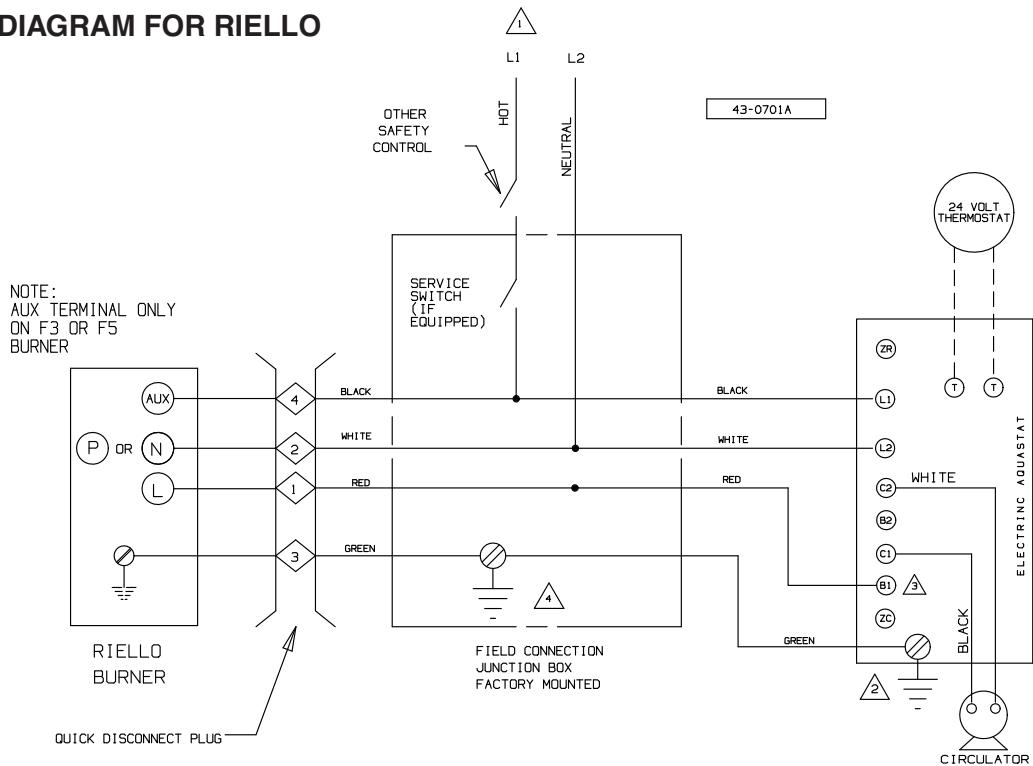 DIAGRAM FOR RIELLO
1
L1
L2
43-0701A
HOT
NEUTRAL
OTHER
SAFETY
CONTROL
24 VOLT
THERMOSTAT
SERVICE
SWITCH
(IF
EQUIPPED)
NOTE:
AUX TERMINAL ONLY
ON F3 OR F5
BURNER
ZR
T
T
AUX
4
BLACK
BLACK
L1
P OR N
2
WHITE
WHITE
L2
L
1
RED
RED
C2
WHITE
B2
3
GREEN
C1
B1
3
4
ZC
ELECTRINC AQUASTAT
BLACK
GREEN
2
RIELLO
BURNER
FIELD CONNECTION
JUNCTION BOX
FACTORY MOUNTED
QUICK DISCONNECT PLUG
CIRCULATOR